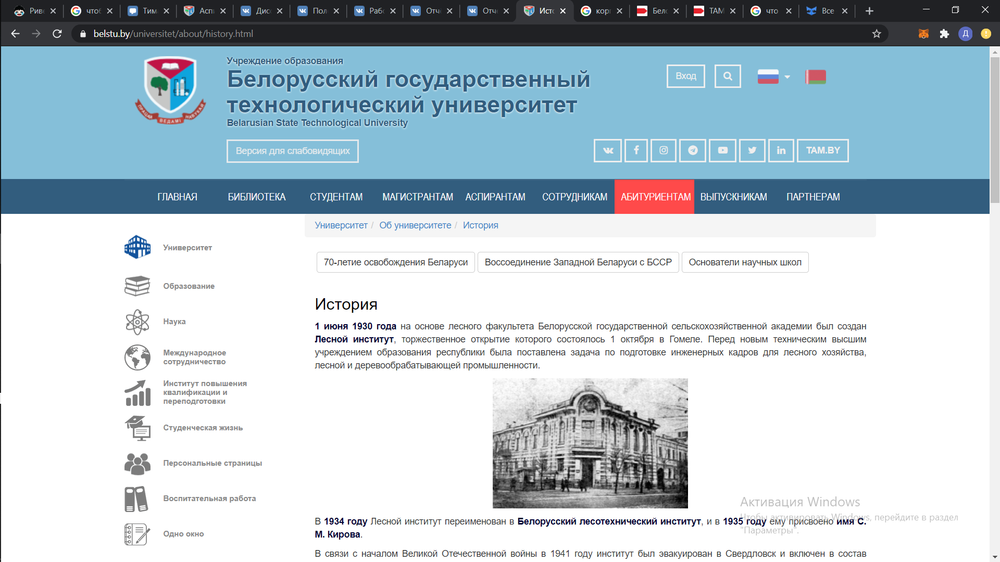 Риве
чтоб
Тим
Асп
Дисс
Пол
Рабо
Отч
Отче
Исто
корп
Бело
TAM
что
Все
belstu.by/universitet/about/history.html
Д
ПРАЦАЙ ВЕДАМІ НАВУКАЙ
Учреждение образования
Белорусский государственный
технологический университет
Belarusian State Technological University
Вход
Версия для слабовидящих
TAM.BY
ГЛАВНАЯ БИБЛИОТЕКА СТУДЕНТАМ МАГИСТРАНТАМ АСПИРАНТАМ СОТРУДНИКАМ АБИТУРИЕНТАМ ВЫПУСКНИКАМ ПАРТНЕРАМ
Университет / Об университете / История
Университет
Образование
Наука
Международное
сотрудничество
Институт повышения
квалификации и
переподготовки
Студенческая жизнь
Персональные страницы
Воспитательная работа
Одно окно
70-летие освобождения Беларуси
Воссоединение Западной Беларуси с БССР
Основатели научных школ
История
1 июня 1930 года на основе лесного факультета Белорусской государственной сельскохозяйственной академии был создан
Лесной институт, торжественное открытие которого состоялось 1 октября в Гомеле. Перед новым техническим высшим
учреждением образования республики была поставлена задача по подготовке инженерных кадров для лесного хозяйства,
лесной и деревообрабатывающей промышленности.
В 1934 году Лесной институт переименован в Белорусский лесотехнический институт, и в 1935 году ему присвоено имя С.
М. Кирова.
В связи с началом Великой Отечественной войны в 1941 году институт был эвакуирован в Свердловск и включен в состав
Активация Windows
Чтобы активировать Windows, перейдите в раздел
"Параметры".